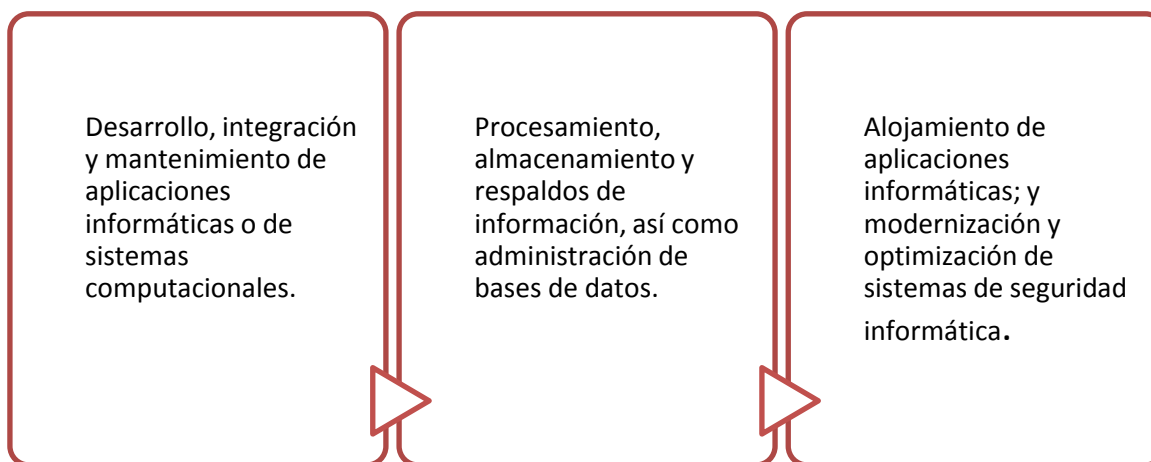 Desarrollo, integración
y mantenimiento de
aplicaciones
informáticas o de
sistemas
computacionales.
Procesamiento,
almacenamiento y
respaldos de
información, así como
administración de
bases de datos.
Alojamiento de
aplicaciones
informáticas; y
modernización y
optimización de
sistemas de seguridad
informática.